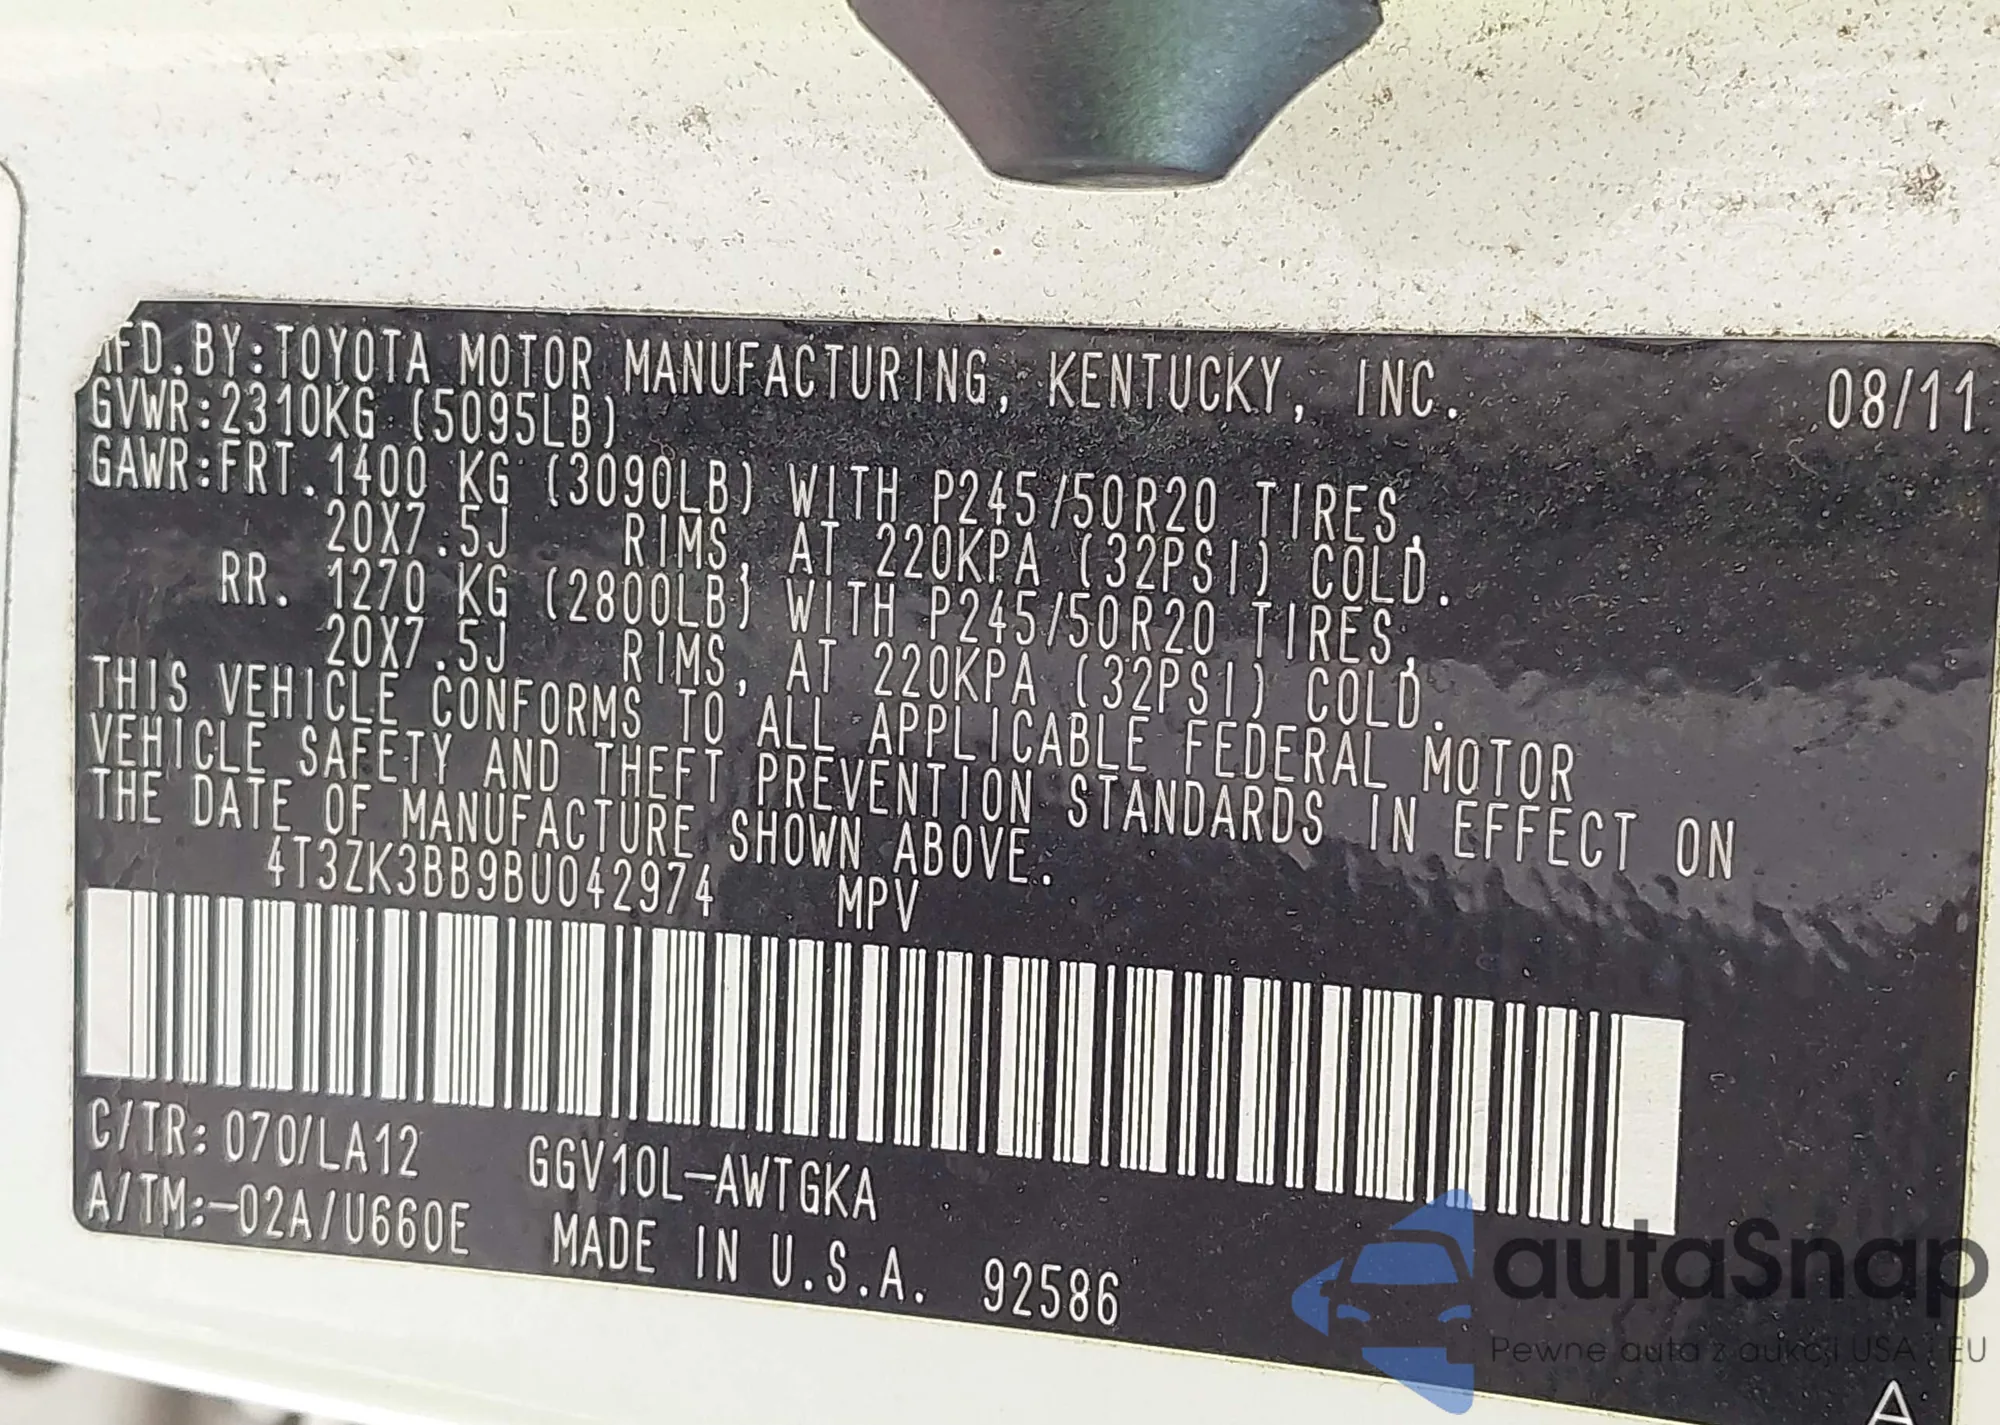 MFD.BY:TOYOTA MOTOR MANUFACTURING, KENTUCKY, INC. 08/11
GVWR:2310KG (5095LB)
GAWR:FRT.1400 KG (3090LB) WITH P245/50R20 TIRES,
20X7.5J RIMS, AT 220KPA (32PSI) COLD.
RR. 1270 KG (2800LB) WITH P245/50R20 TIRES,
20X7.5J RIMS, AT 220KPA (32PSI) COLD.
THIS VEHICLE CONFORMS TO ALL APPLICABLE FEDERAL MOTOR
VEHICLE SAFETY AND THEFT PREVENTION STANDARDS IN EFFECT ON
THE DATE OF MANUFACTURE SHOWN ABOVE.
4T3ZK3BB9BU042974 MPV
C/TR: 070/LA12 GGV10L-AWTGKA
A/TM:-02A/U660E MADE IN U.S.A. 92586
autaSnap
Pewne auta z aukcji USA i EU
A